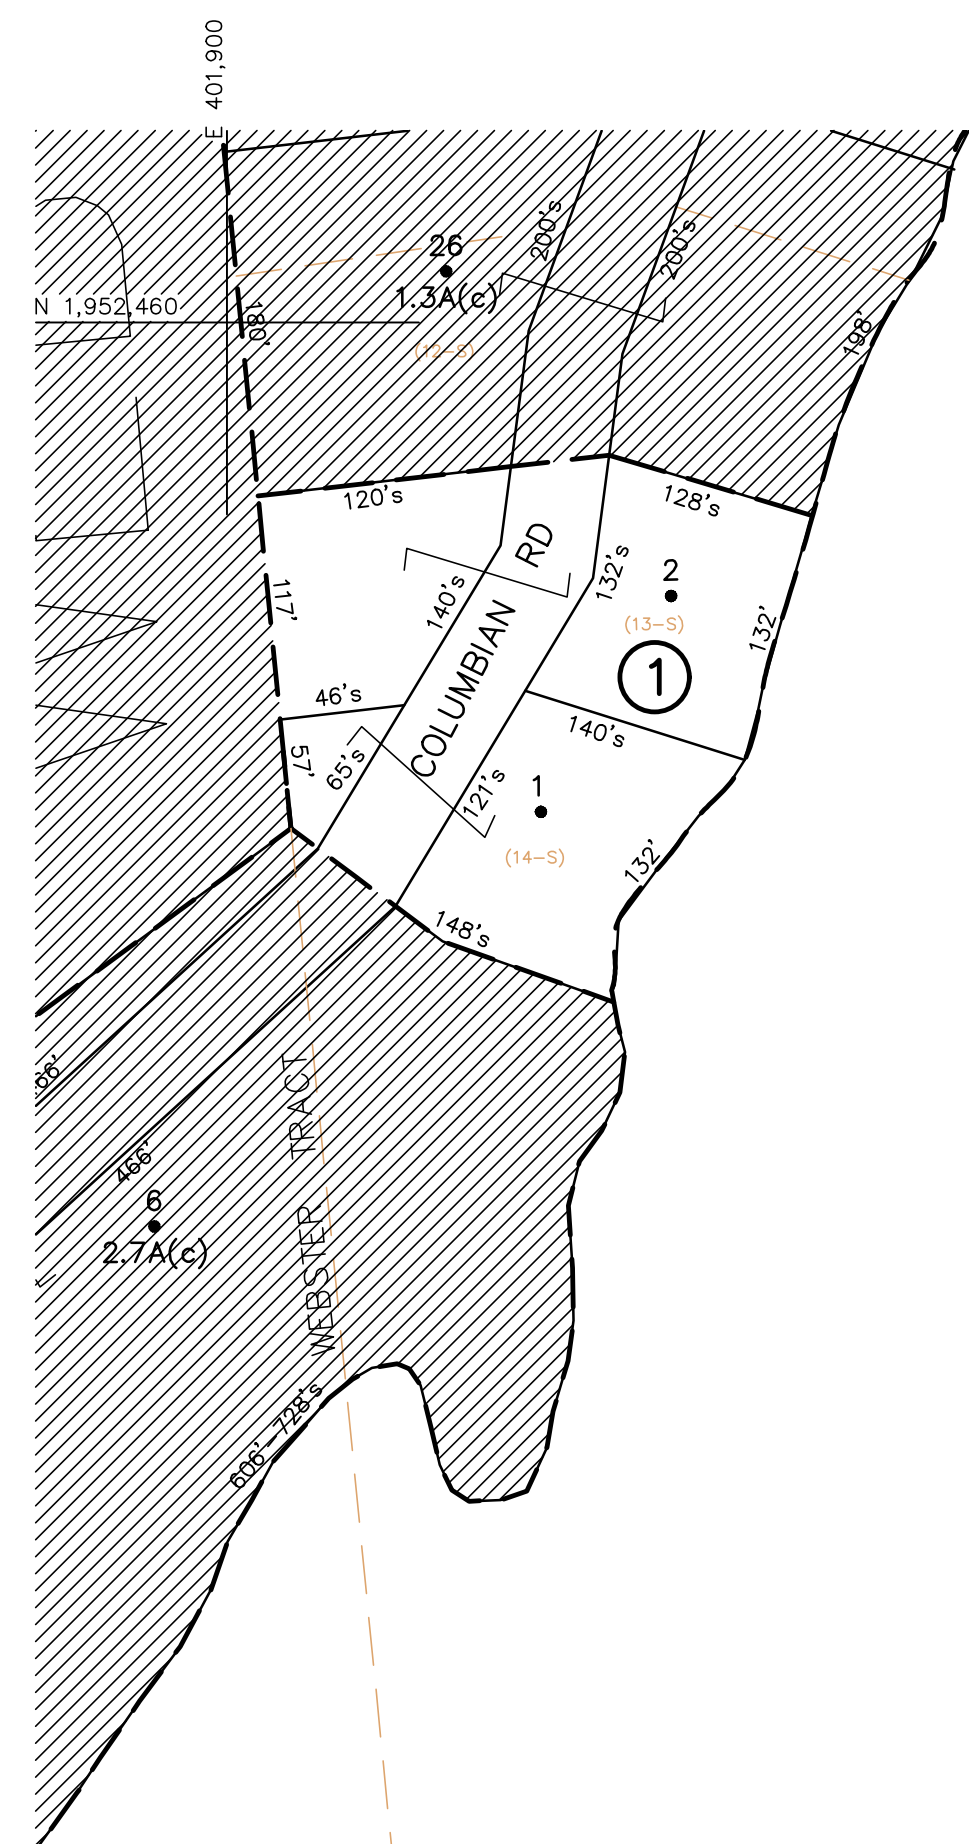 E 401,900
200's
200's
26
1.3A(c)
N 1,952,460
180'
(12-S)
198'
120's
128's
RD
132's
2
(13-S)
1
117'
140's
132'
COLUMBIAN
46's
140's
57'
65's
121's
1
(14-S)
132'
148's
466'
6
2.7A(c)
WEBSTER TRACT
606'-728's